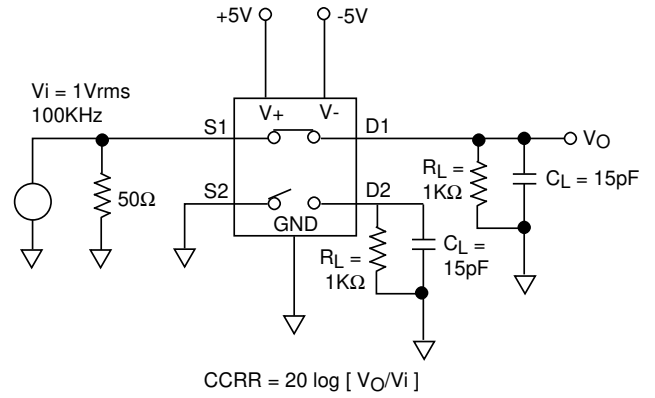 +5V
-5V
Vi = 1Vrms
100KHz
V+
V-
S1
D1
VO
50Ω
RL =
1KΩ
CL = 15pF
S2
D2
GND
RL =
1KΩ
CL =
15pF
CCRR = 20 log [ VO/Vi ]